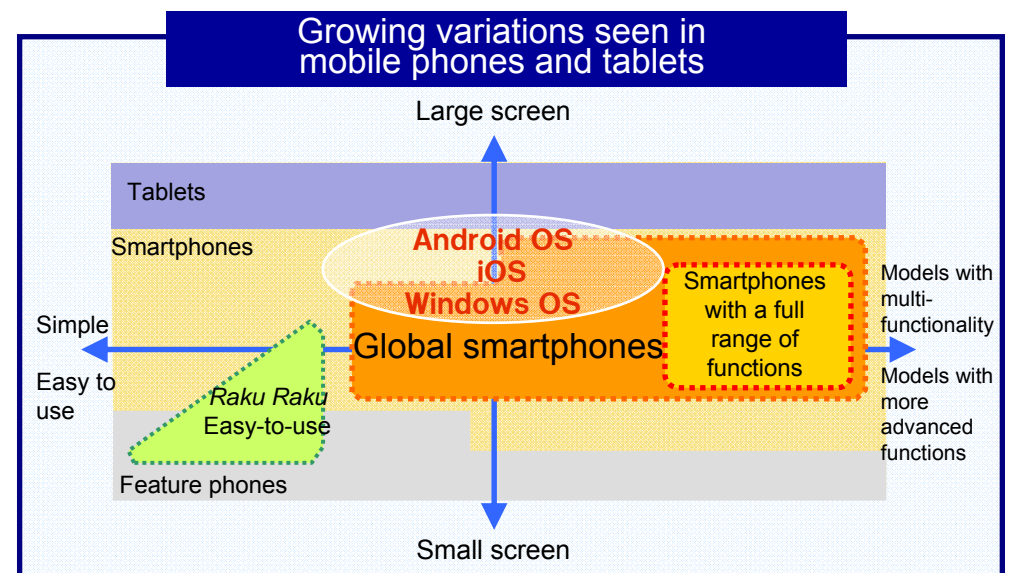 Growing variations seen in
mobile phones and tablets
Large screen
Tablets
Smartphones
Android OS
iOS
Windows OS
Smartphones
with a full
range of
functions
Models with
multi-
functionality
Simple
Global smartphones
Easy to
use
Raku Raku
Easy-to-use
Models with
more
advanced
functions
Feature phones
Small screen